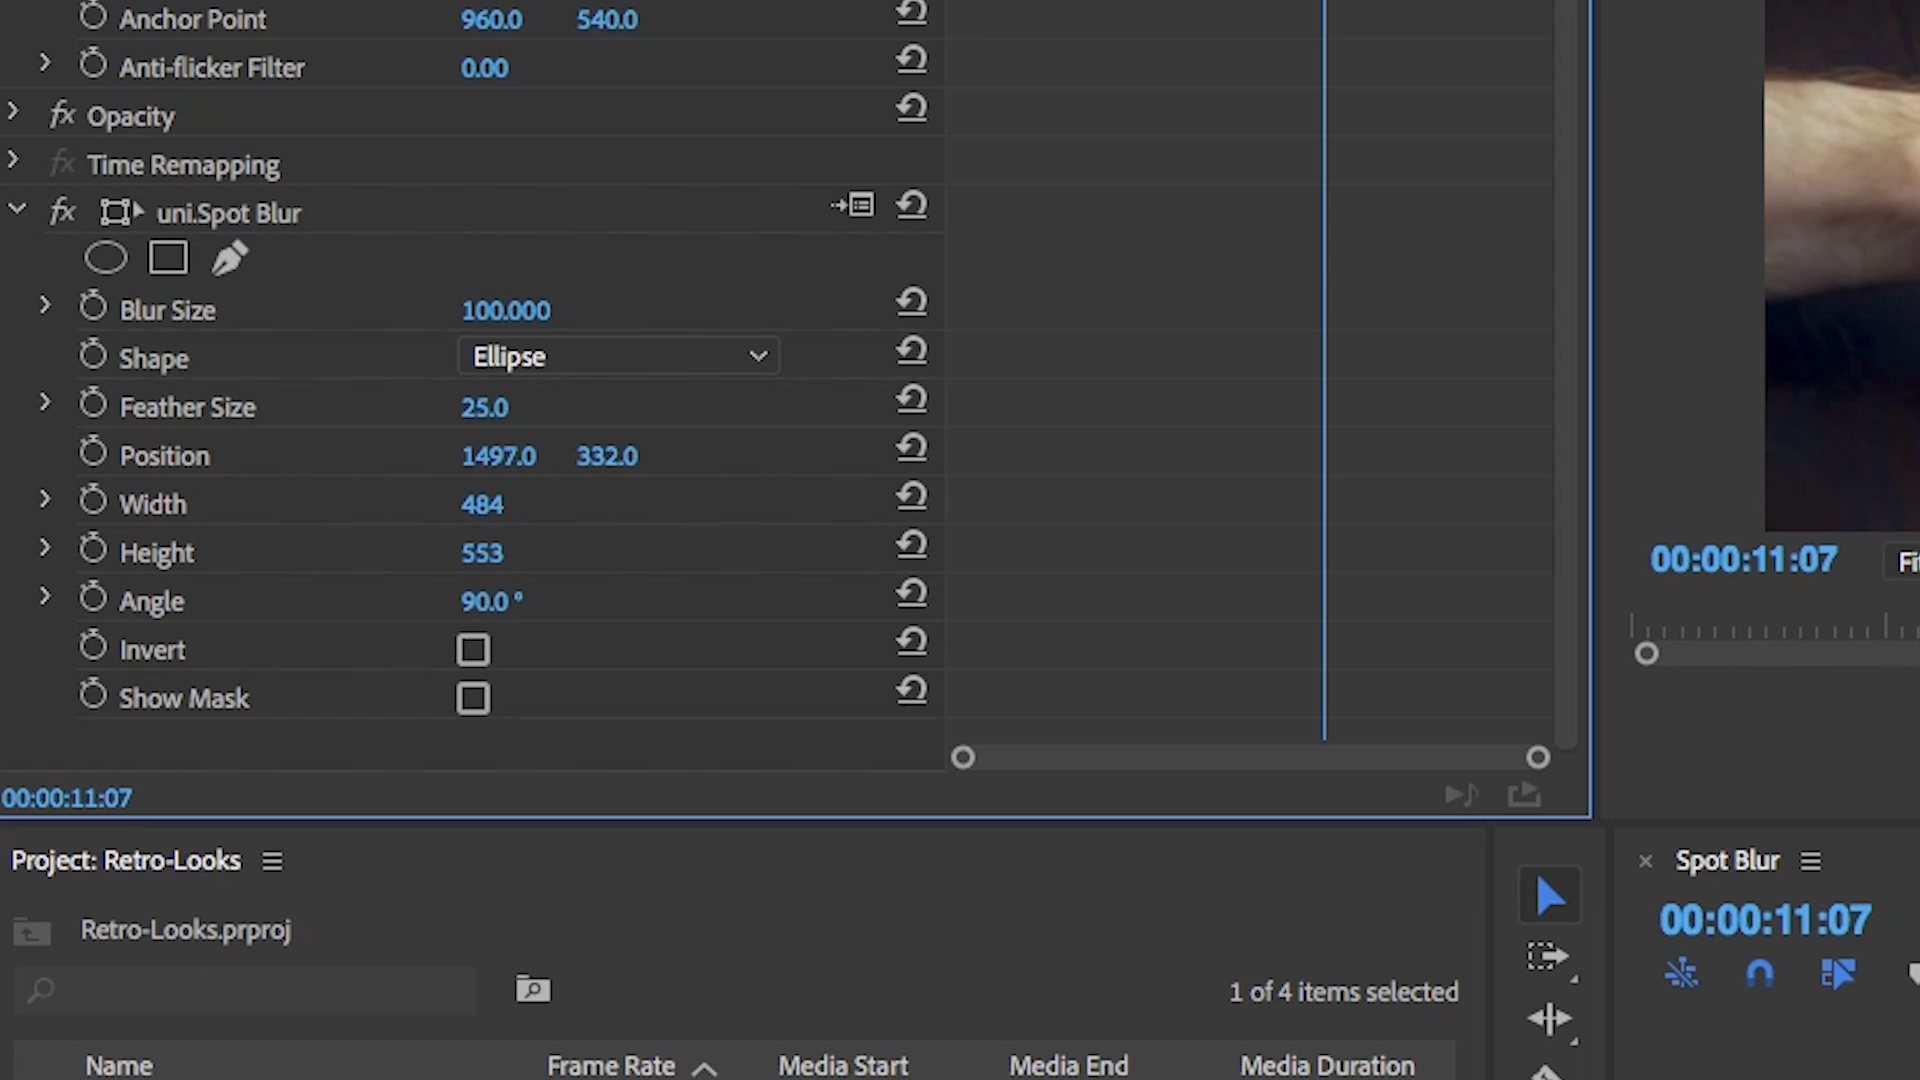 Anchor Point 960.0 540.0
Anti-flicker Filter 0.00
fx Opacity
fx Time Remapping
fx uni.Spot Blur
Blur Size 100.000
Shape Ellipse
Feather Size 25.0
Position 1497.0 332.0
Width 484
Height 553
Angle 90.0 °
Invert
Show Mask
00:00:11:07
00:00:11:07
Project: Retro-Looks
Retro-Looks.prproj
1 of 4 items selected
Name Frame Rate Media Start Media End Media Duration
Spot Blur
00:00:11:07